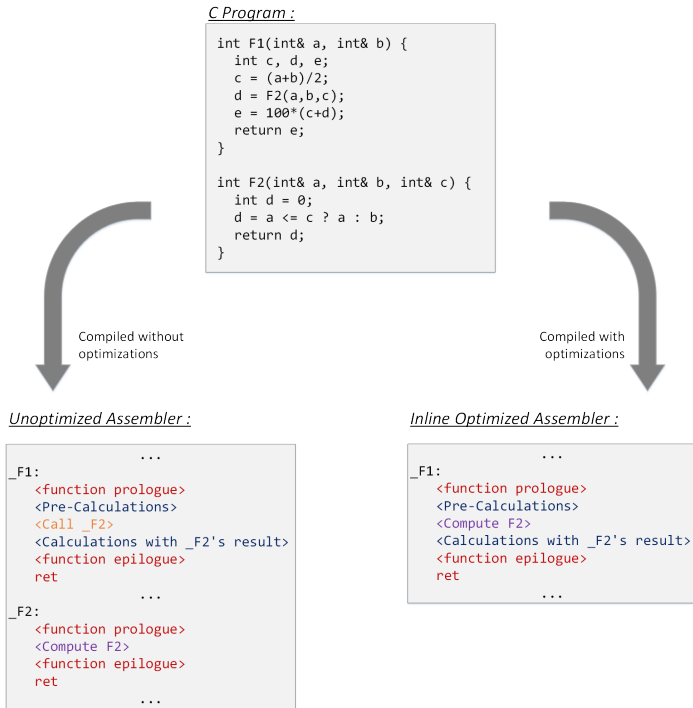 C Program :
int F1(int& a, int& b) {
int c, d, e;
c = (a+b)/2;
d = F2(a,b,c);
e = 100*(c+d);
return e;
}
int F2(int& a, int& b, int& c) {
int d = 0;
d = a <= c ? a : b;
return d;
}
Compiled without
optimizations
Compiled with
optimizations
Unoptimized Assembler :
...
_F1:
<function prologue>
<Pre-Calculations>
<Call _F2>
<Calculations with _F2's result>
<function epilogue>
ret
...
_F2:
<function prologue>
<Compute F2>
<function epilogue>
ret
...
Inline Optimized Assembler :
...
_F1:
<function prologue>
<Pre-Calculations>
<Compute F2>
<Calculations with _F2's result>
<function epilogue>
ret
...